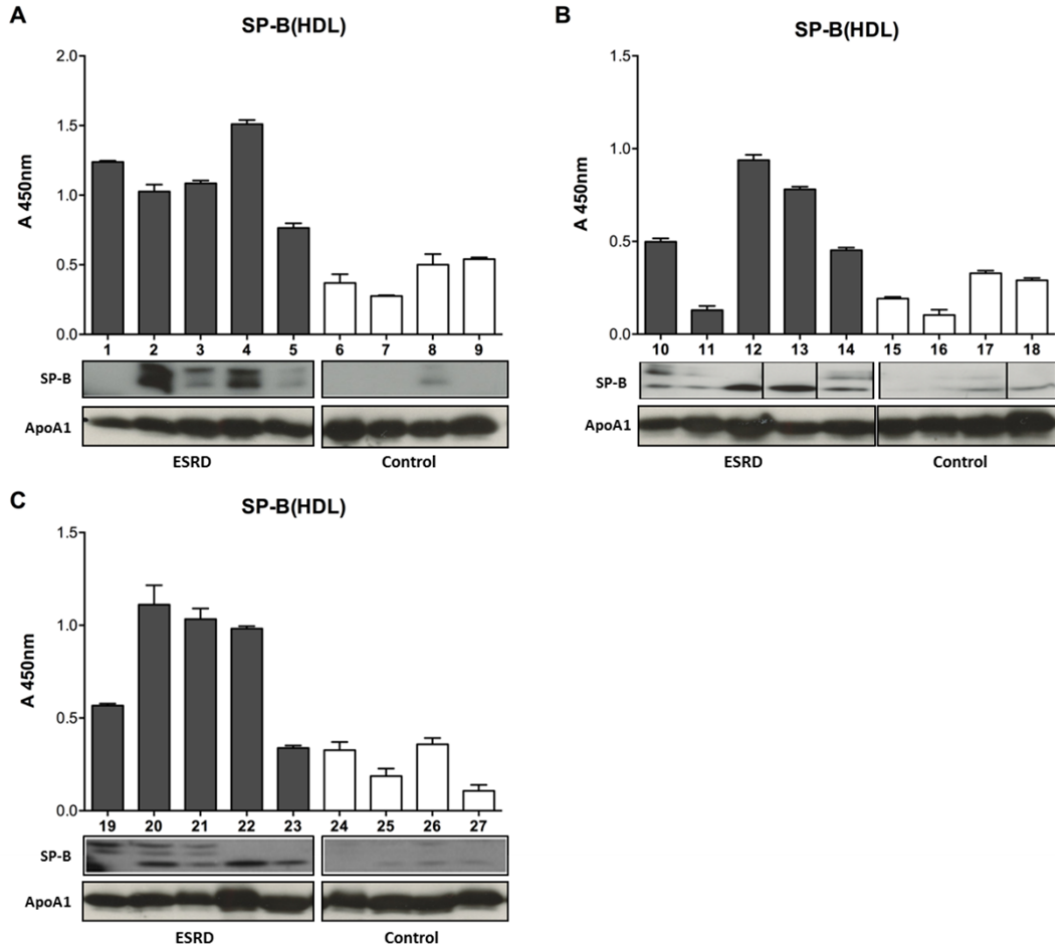 A
SP-B(HDL)
A 450nm
2.0
1.5
1.0
0.5
0.0
1 2 3 4 5 6 7 8 9
SP-B
ApoA1
ESRD Control
B
SP-B(HDL)
A 450nm
1.5
1.0
0.5
0.0
10 11 12 13 14 15 16 17 18
SP-B
ApoA1
ESRD Control
C
SP-B(HDL)
A 450nm
1.5
1.0
0.5
0.0
19 20 21 22 23 24 25 26 27
SP-B
ApoA1
ESRD Control